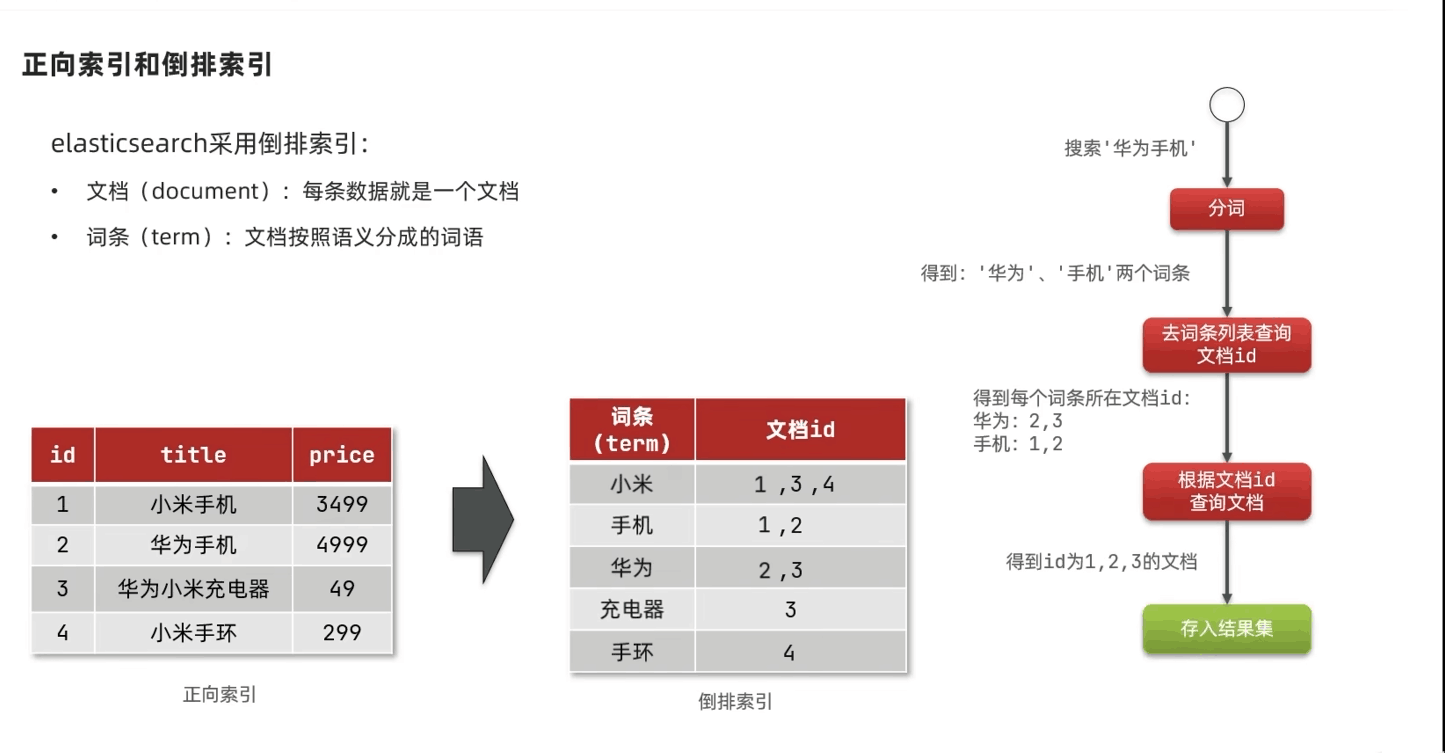 正向索引和倒排索引
elasticsearch采用倒排索引：
• 文档（document）：每条数据就是一个文档
• 词条（term）：文档按照语义分成的词语
id title price
1 小米手机 3499
2 华为手机 4999
3 华为小米充电器 49
4 小米手环 299
正向索引
词条
(term) 文档id
小米 1 ,3 ,4
手机 1 ,2
华为 2 ,3
充电器 3
手环 4
倒排索引
搜索'华为手机'
分词
得到：'华为'、'手机'两个词条
去词条列表查询
文档id
得到每个词条所在文档id：
华为：2,3
手机：1,2
根据文档id
查询文档
得到id为1,2,3的文档
存入结果集